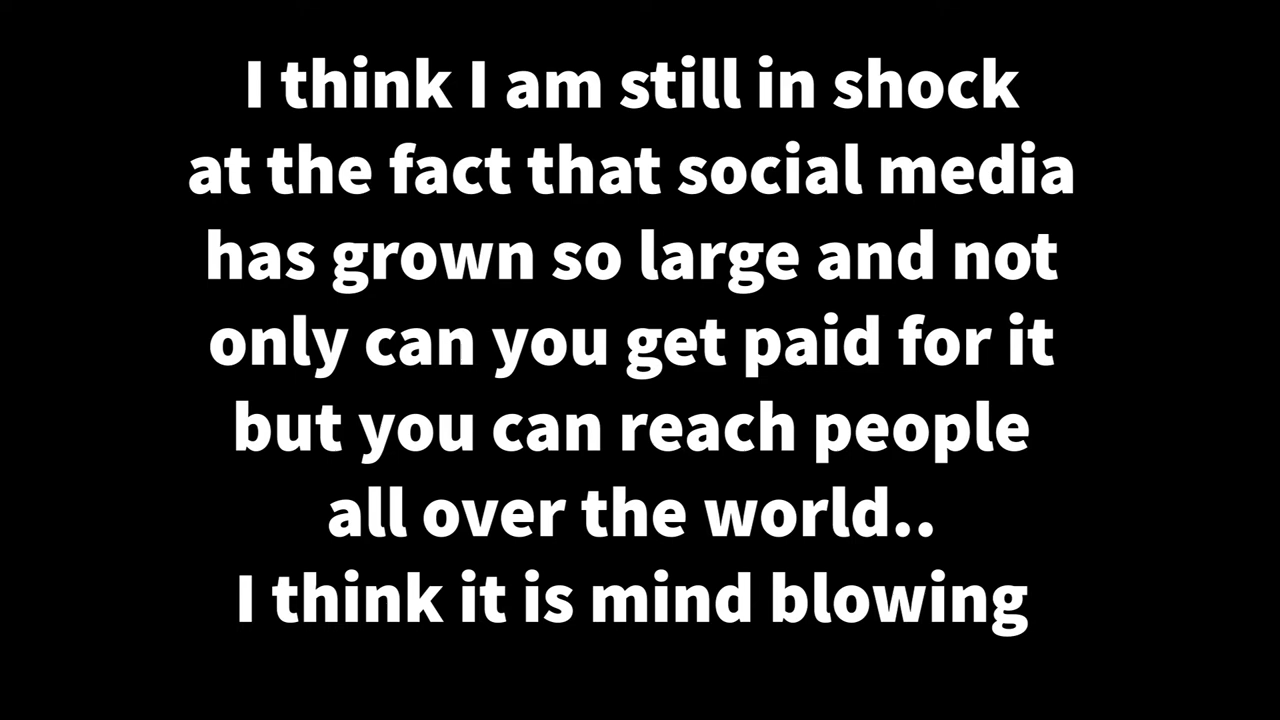 I think I am still in shock
at the fact that social media
has grown so large and not
only can you get paid for it
but you can reach people
all over the world..
I think it is mind blowing